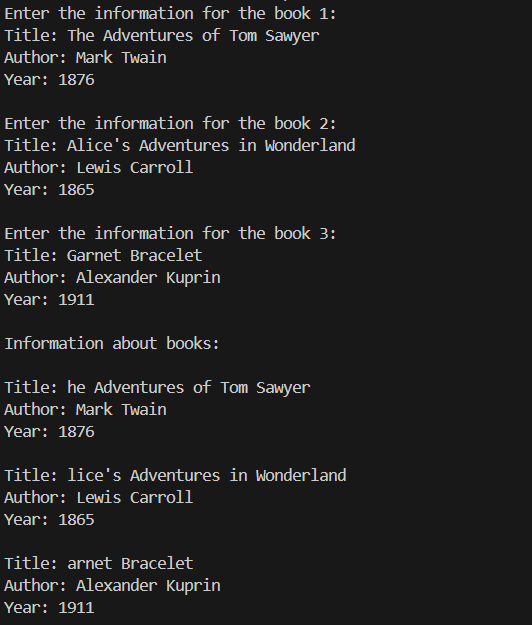 Enter the information for the book 1:
Title: The Adventures of Tom Sawyer
Author: Mark Twain
Year: 1876
Enter the information for the book 2:
Title: Alice's Adventures in Wonderland
Author: Lewis Carroll
Year: 1865
Enter the information for the book 3:
Title: Garnet Bracelet
Author: Alexander Kuprin
Year: 1911
Information about books:
Title: he Adventures of Tom Sawyer
Author: Mark Twain
Year: 1876
Title: lice's Adventures in Wonderland
Author: Lewis Carroll
Year: 1865
Title: arnet Bracelet
Author: Alexander Kuprin
Year: 1911